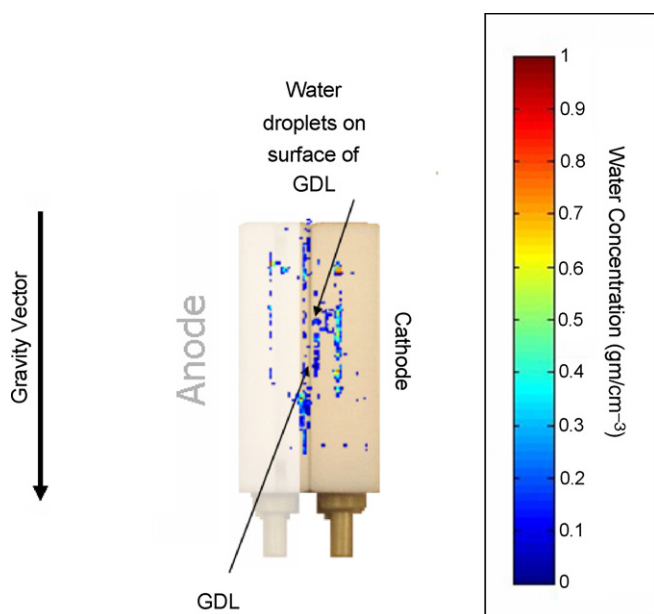 Water
droplets on
surface of
GDL
Gravity Vector
Anode
Cathode
GDL
1
0.9
0.8
0.7
0.6
0.5
0.4
0.3
0.2
0.1
0
Water Concentration (gm/cm⁻³)